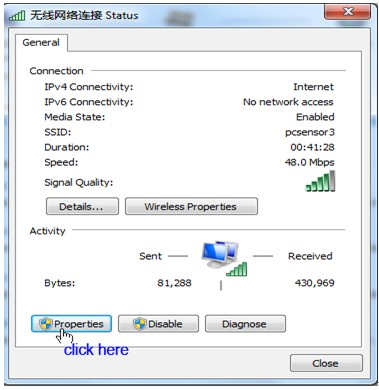 无线网络连接 Status
General
Connection
IPv4 Connectivity: Internet
IPv6 Connectivity: No network access
Media State: Enabled
SSID: pcsensor3
Duration: 00:41:28
Speed: 48.0 Mbps
Signal Quality:
Details... Wireless Properties
Activity
Sent Received
Bytes: 81,288 430,969
Properties Disable Diagnose
click here
Close